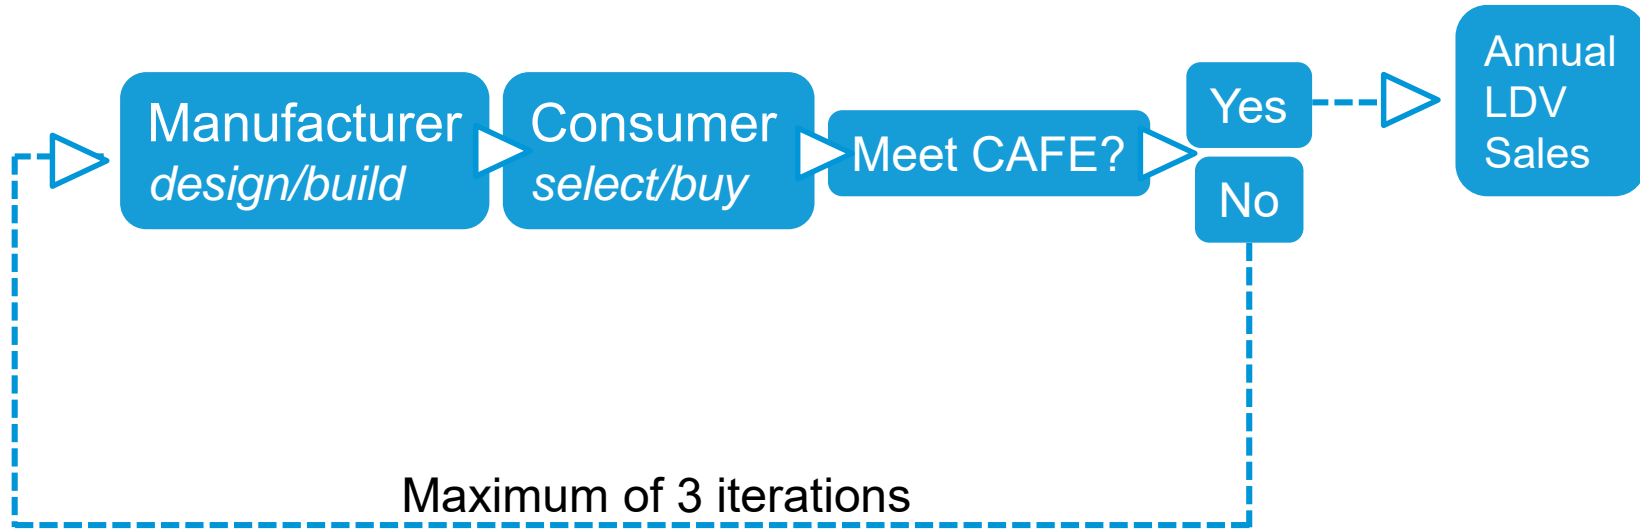 Manufacturer
design/build
Consumer
select/buy
Meet CAFE?
Yes
No
Annual
LDV
Sales
Maximum of 3 iterations